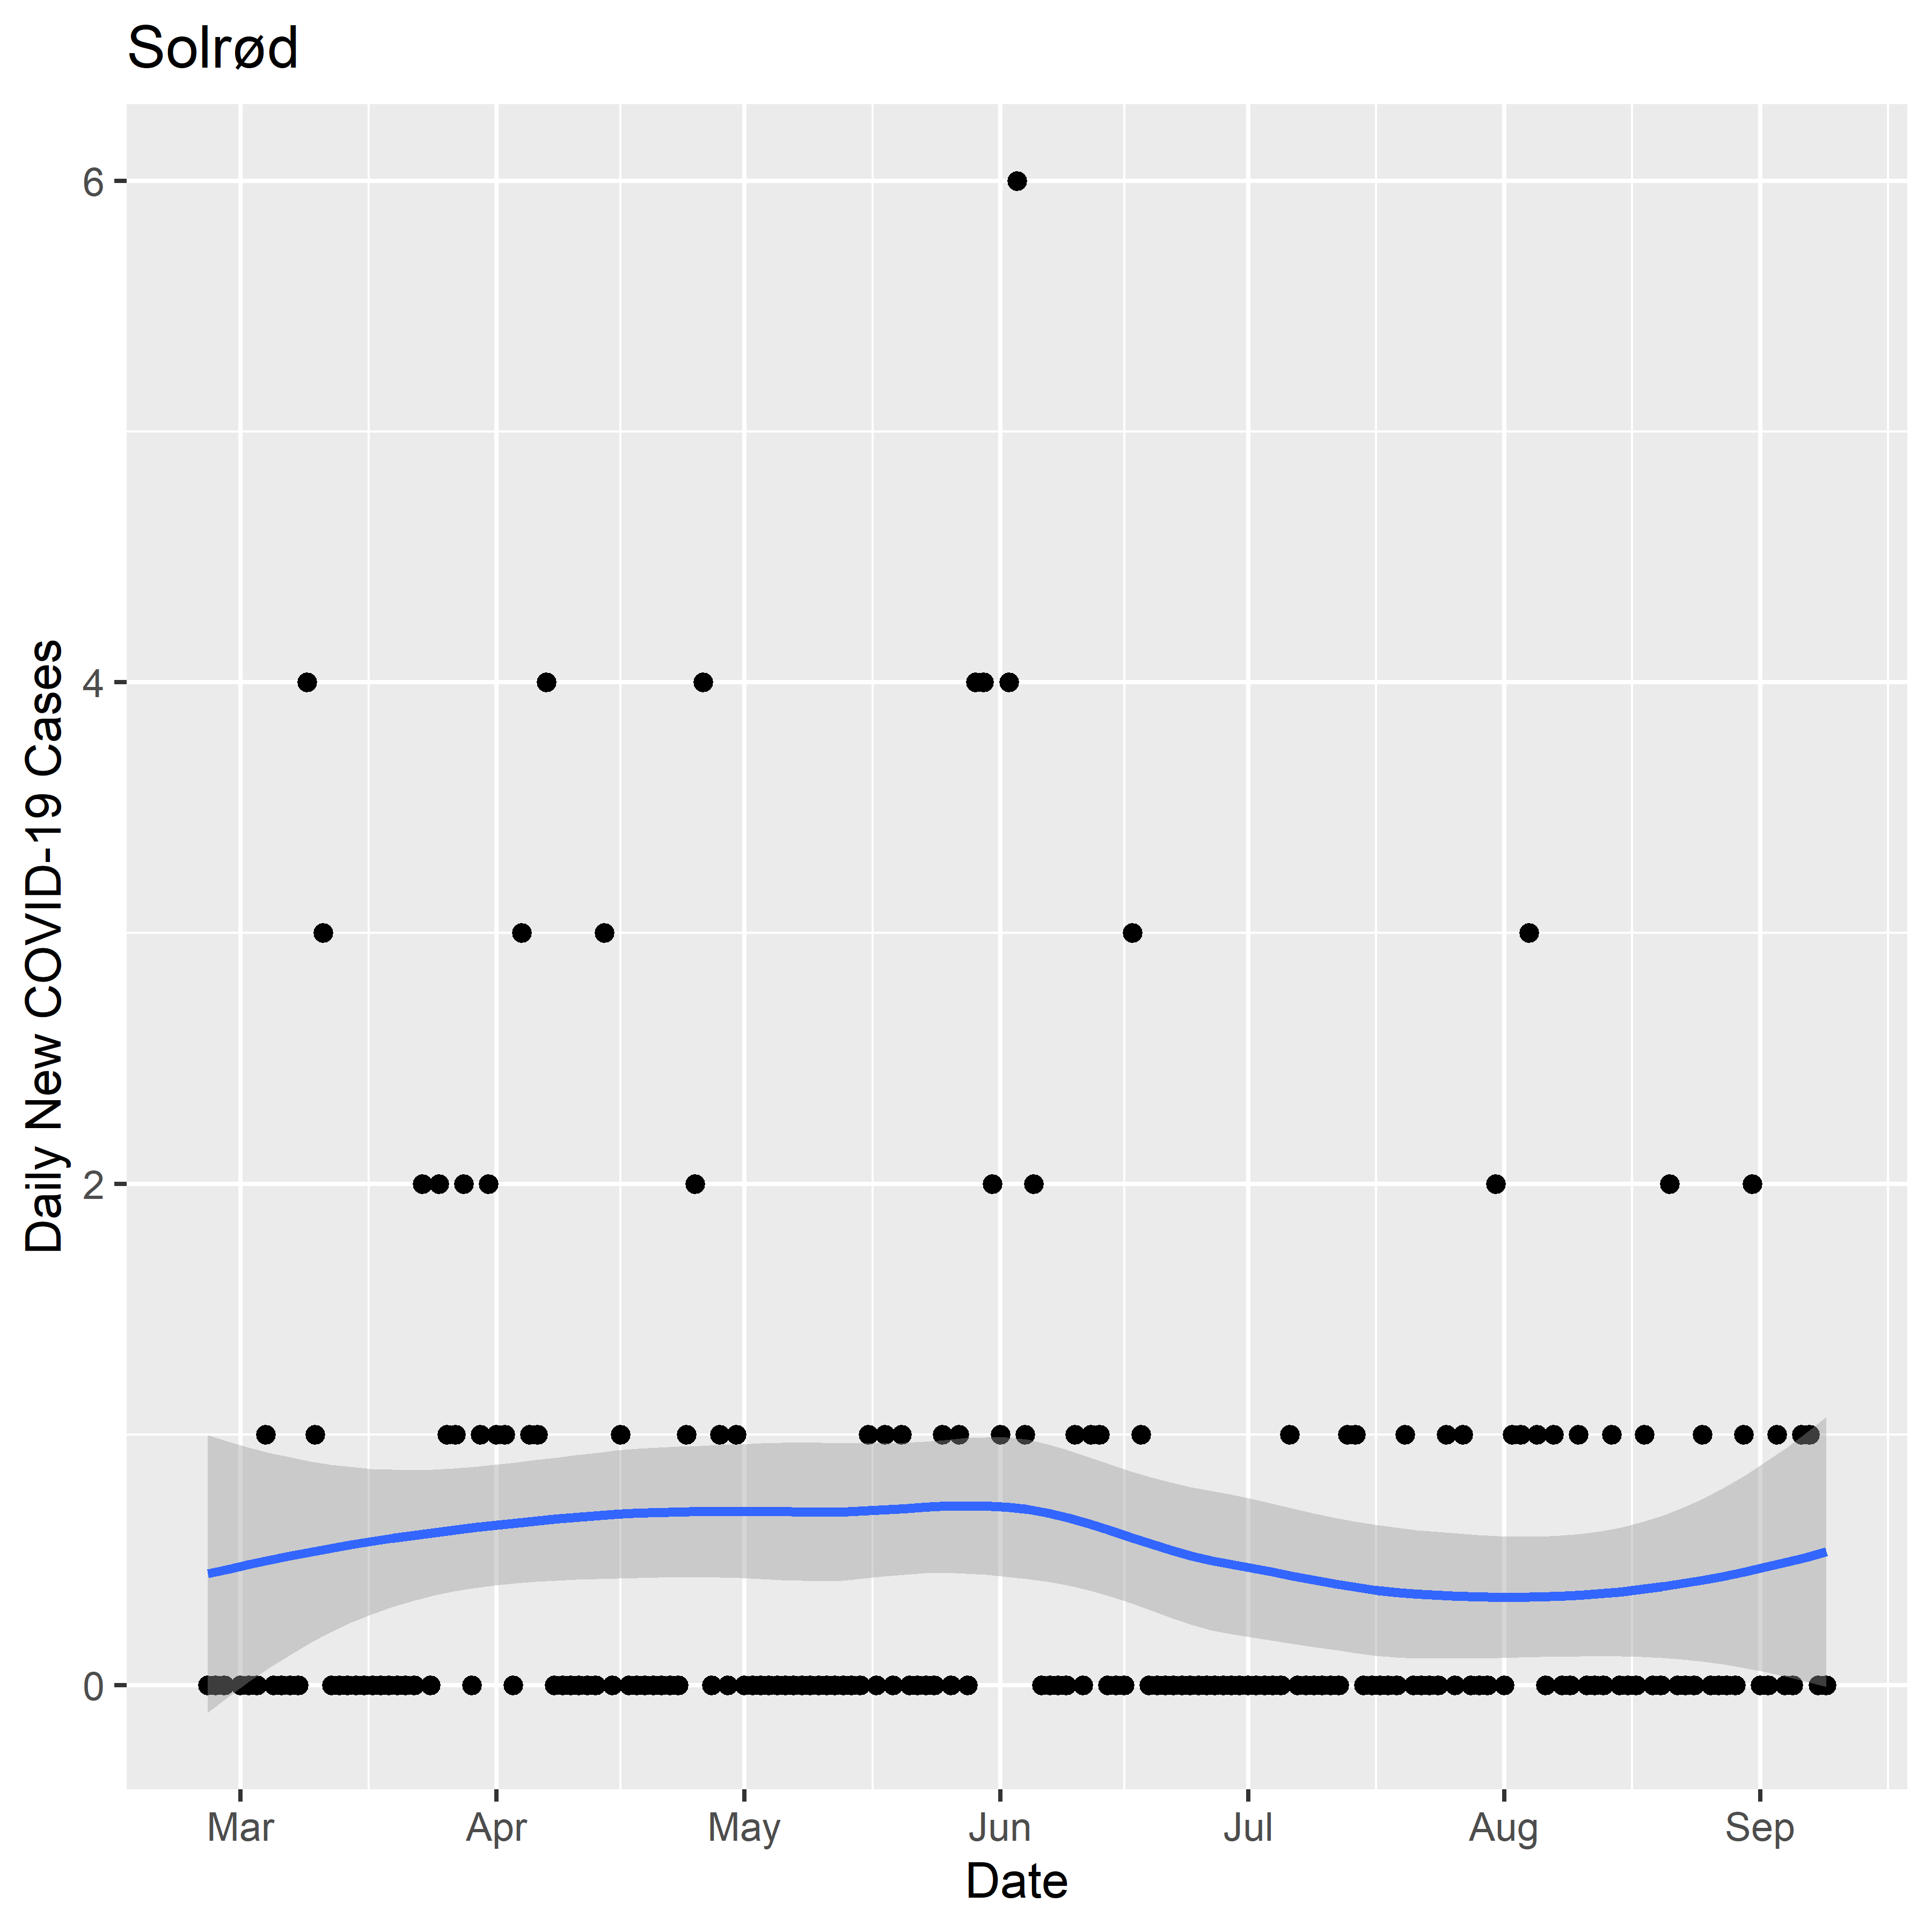 Solrød
6
4
2
0
Daily New COVID-19 Cases
Mar Apr May Jun Jul Aug Sep
Date